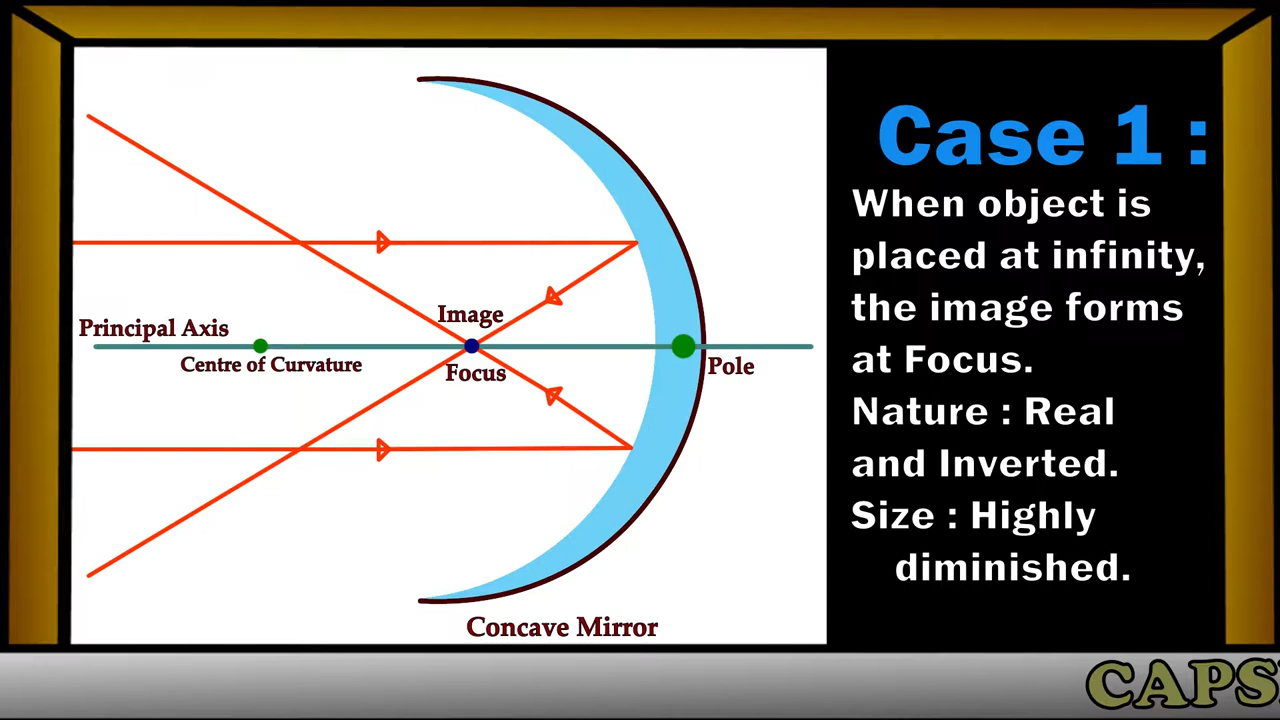 Case 1 :
When object is
placed at infinity,
the image forms
at Focus.
Nature : Real
and Inverted.
Size : Highly
diminished.
Image
Principal Axis
Centre of Curvature
Focus
Pole
Concave Mirror
CAPS